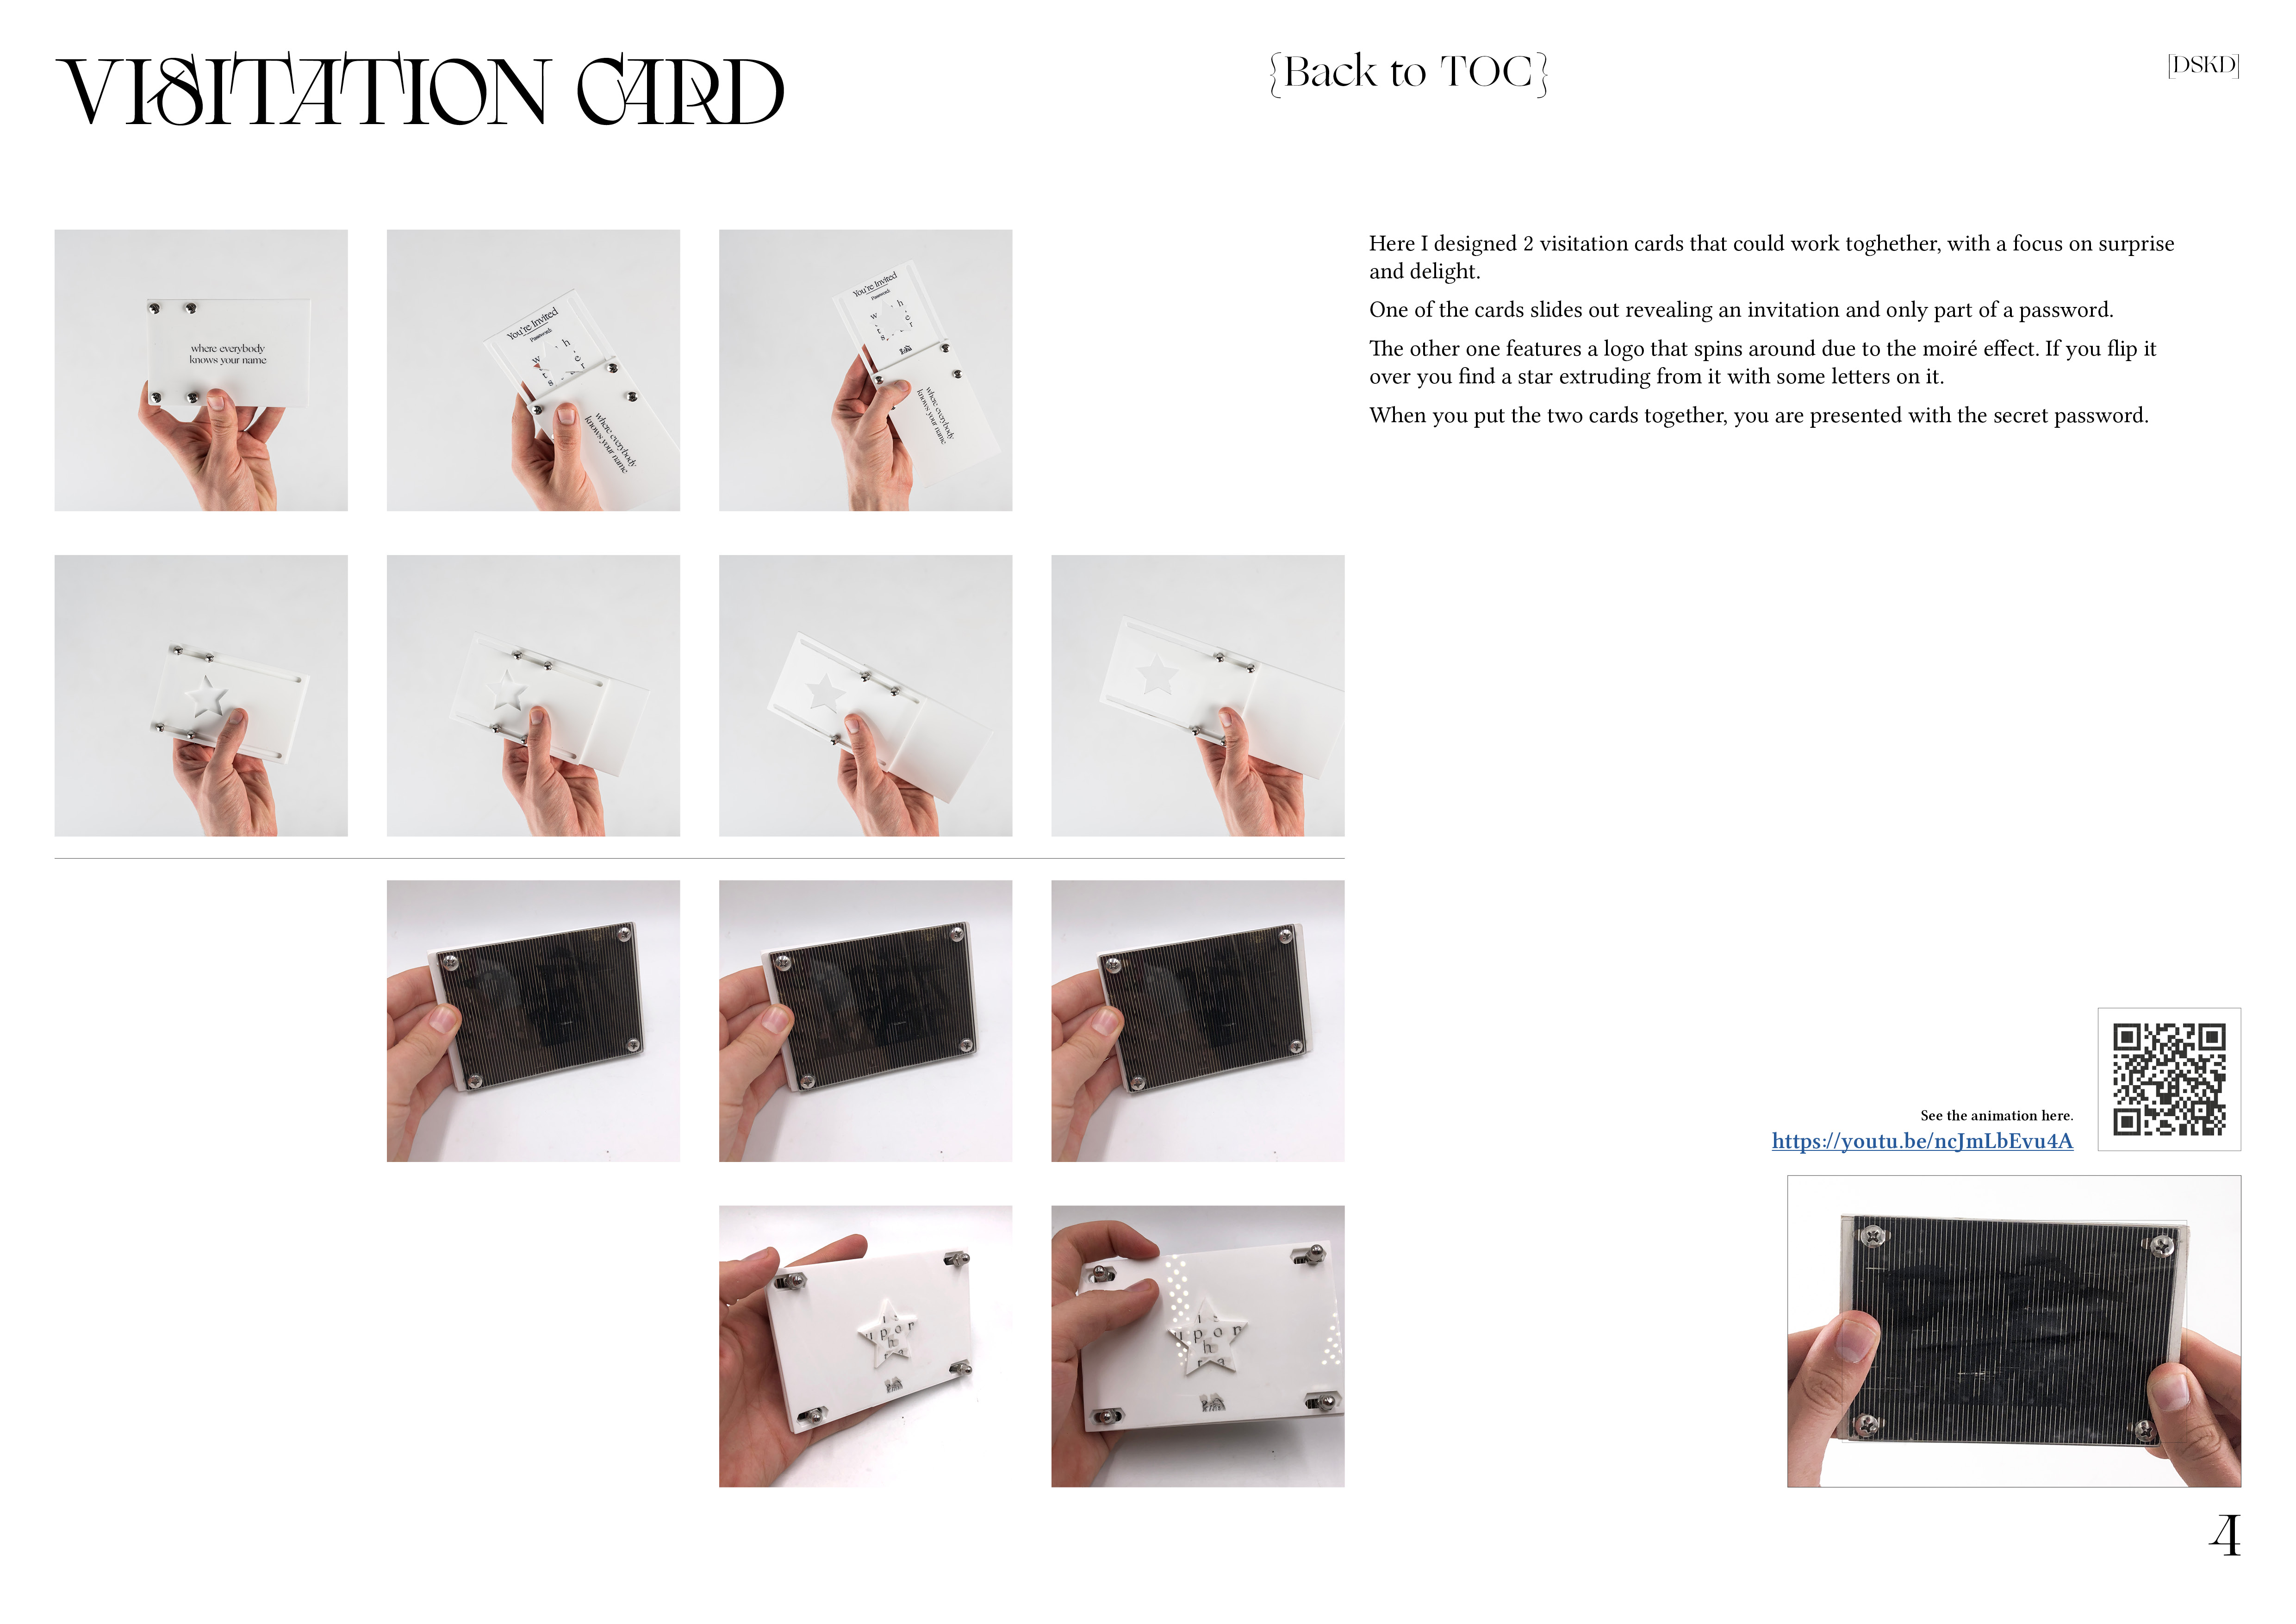 VISITATION CARD
{Back to TOC}
[DSKD]
where everybody
knows your name
You're Invited
Password:
w h
e
t r
s
where everybody
knows your name
You're Invited
Password:
w h
e
t r
s
where everybody
knows your name
Here I designed 2 visitation cards that could work toghether, with a focus on surprise
and delight.
One of the cards slides out revealing an invitation and only part of a password.
The other one features a logo that spins around due to the moiré effect. If you flip it
over you find a star extruding from it with some letters on it.
When you put the two cards together, you are presented with the secret password.
See the animation here.
https://youtu.be/ncJmLbEvu4A
u p o n
h
u p o n
h
4